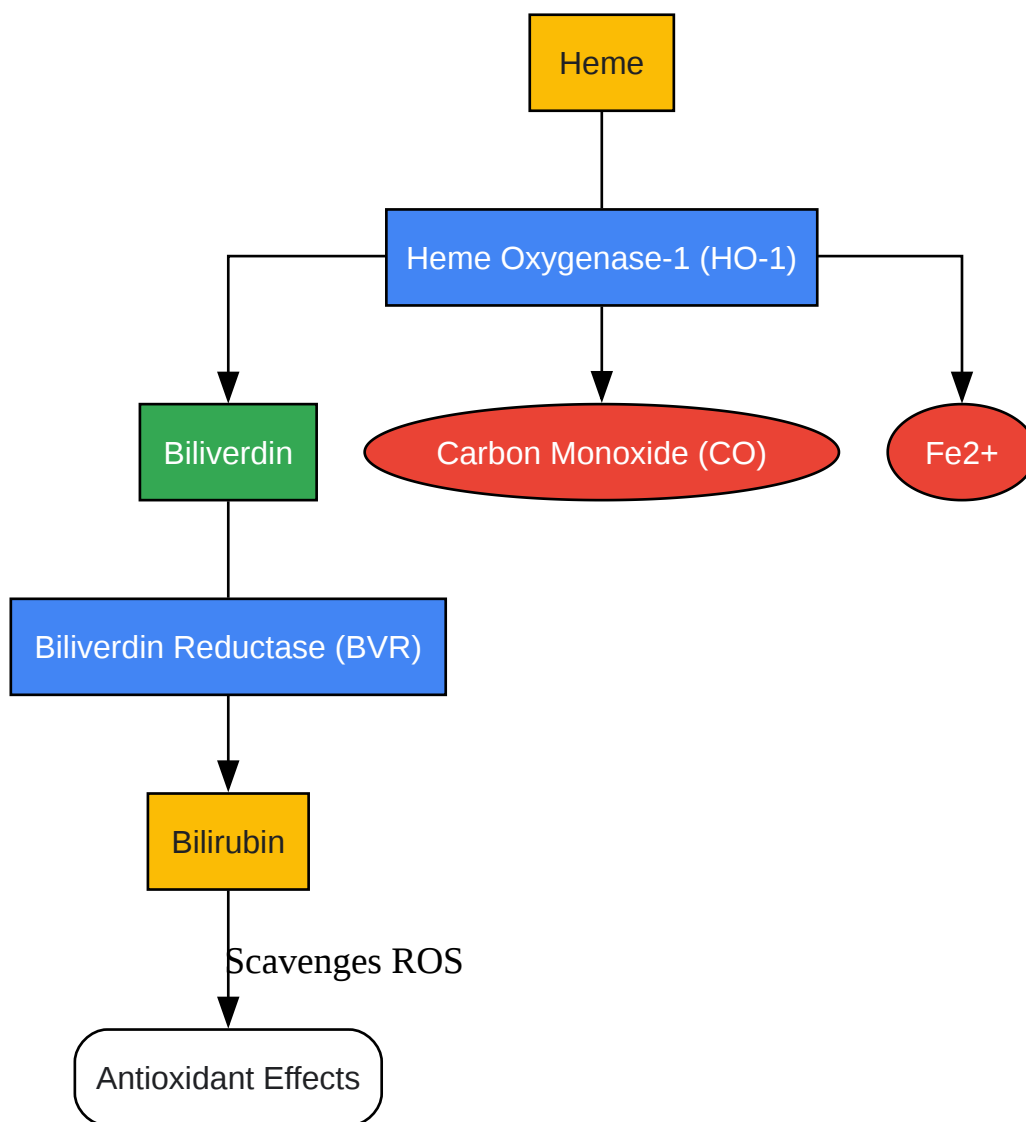 Heme
Heme Oxygenase-1 (HO-1)
Biliverdin
Carbon Monoxide (CO)
Fe2+
Biliverdin Reductase (BVR)
Bilirubin
Scavenges ROS
Antioxidant Effects